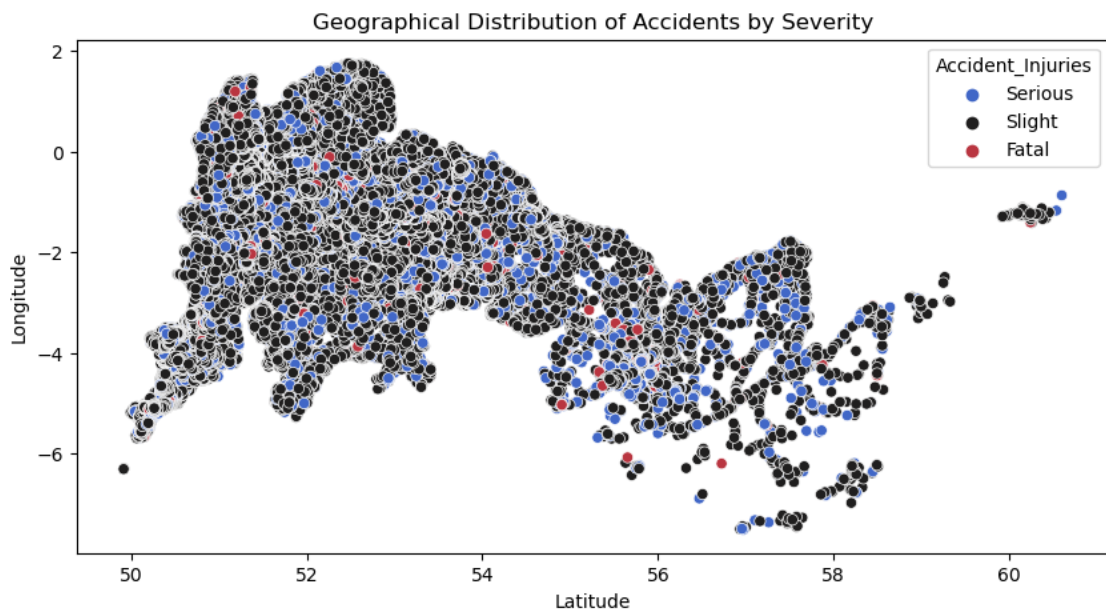 Geographical Distribution of Accidents by Severity
Accident_Injuries
Serious
Slight
Fatal
Longitude
2
0
−2
−4
−6
50
52
54
56
58
60
Latitude